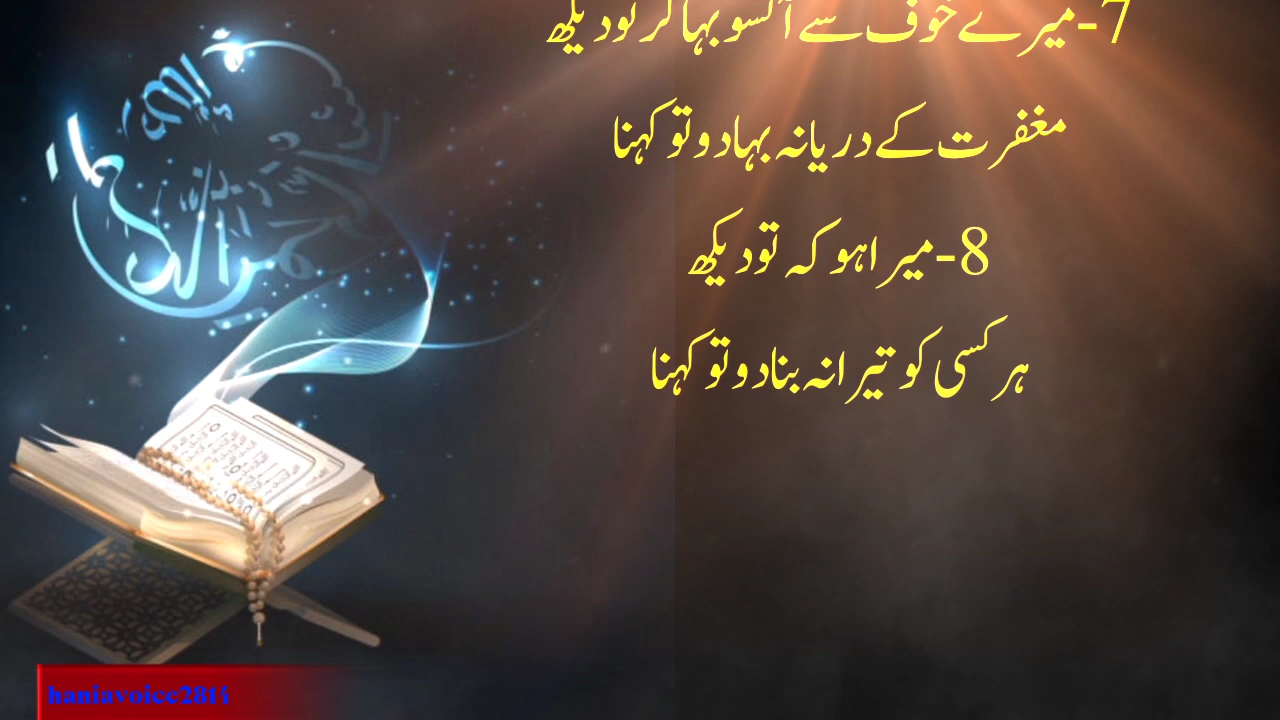 7-میرے خوف سے آنسو بہا کر تو دیکھ
مغفرت کے دریا نہ بہا دو تو کہنا
8-میرا ہو کہ تو دیکھ
ہر کسی کو تیرا نہ بنا دو تو کہنا
haniavoice2814